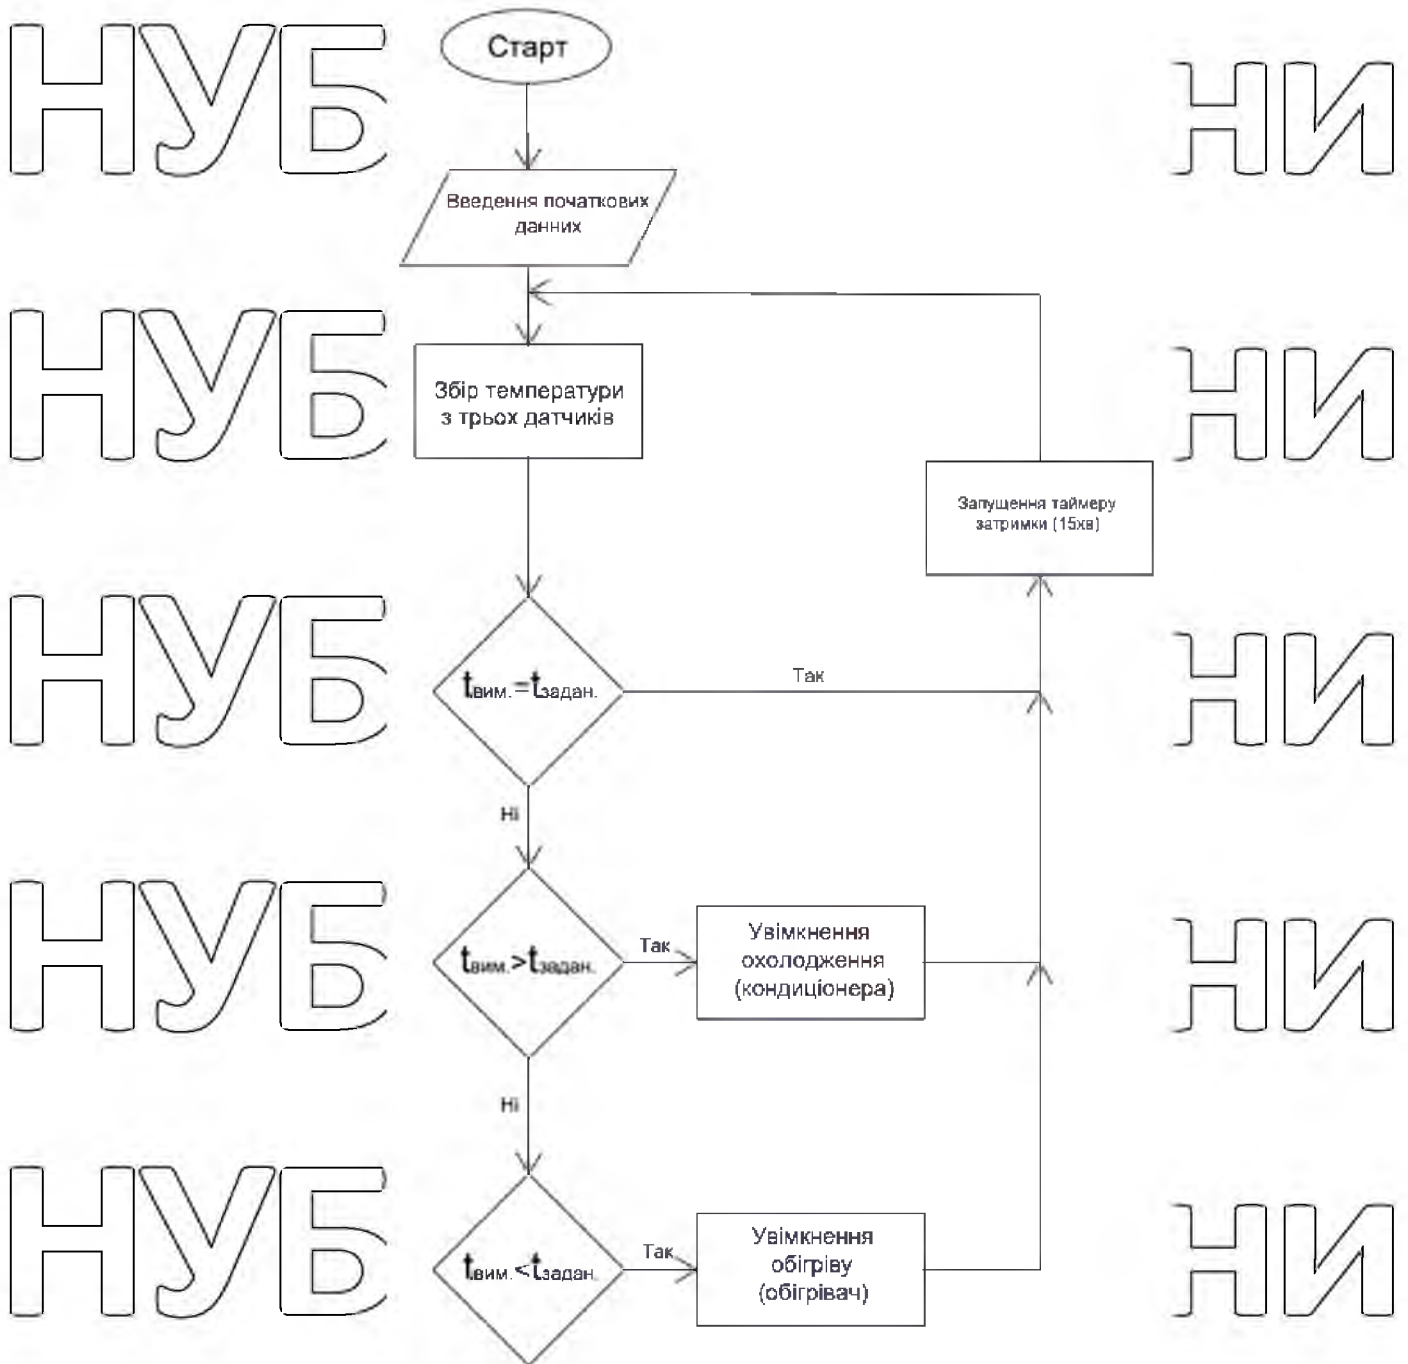 НУБ
Старт
НИ
Введення початкових
данних
НУБ
НИ
Збір температури
з трьох датчиків
Запущення таймеру
затримки (15хв)
НУБ
НИ
tвим.=tзадан.
Так
Ні
НУБ
НИ
tвим.>tзадан.
Так
Увімкнення
охолодження
(кондиціонера)
Ні
НУБ
НИ
tвим.<tзадан.
Так
Увімкнення
обігріву
(обігрівач)